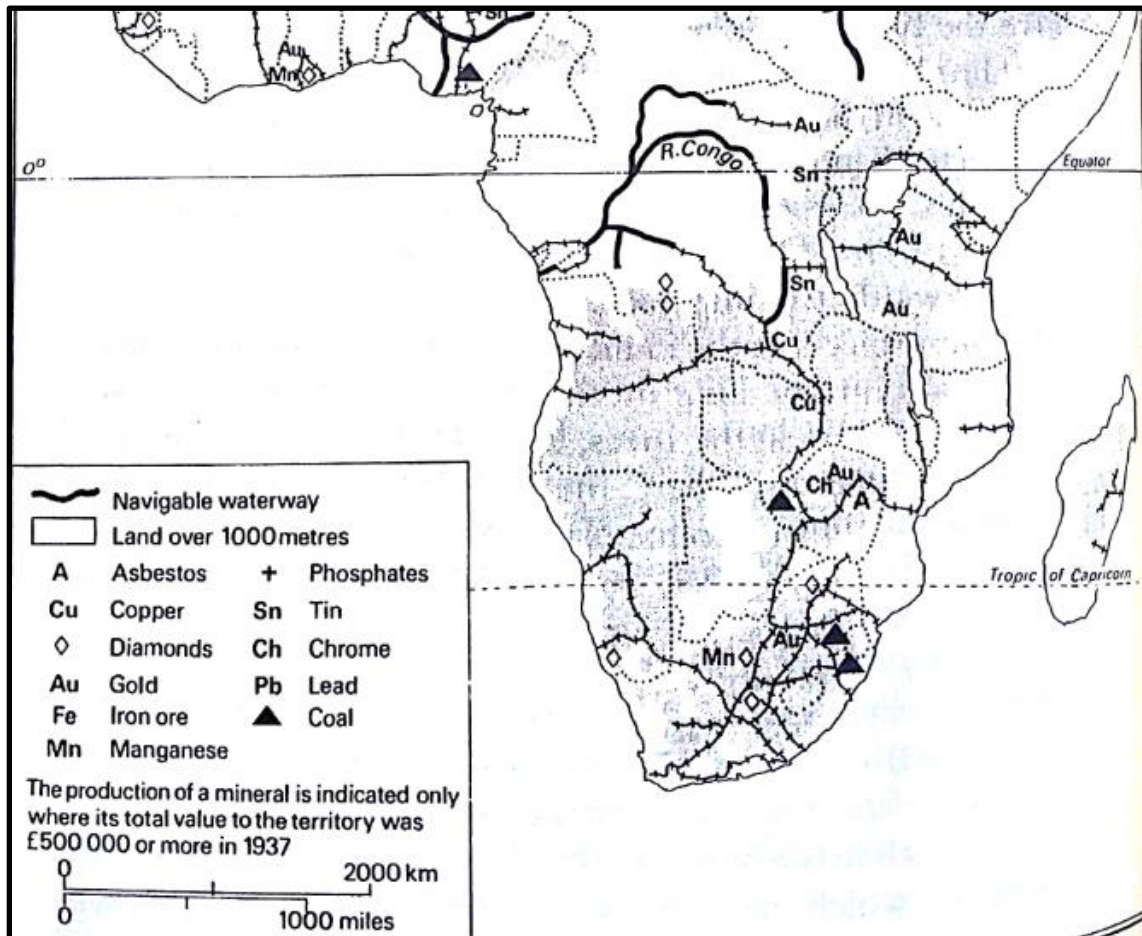 Sn
Au
Mn
Au
R. Congo
0°
Equator
Sn
Au
Sn
Au
Cu
Cu
Au
Ch
A
Tropic of Capricorn
Au
Mn
Navigable waterway
Land over 1000 metres
A Asbestos + Phosphates
Cu Copper Sn Tin
◊ Diamonds Ch Chrome
Au Gold Pb Lead
Fe Iron ore ▲ Coal
Mn Manganese
The production of a mineral is indicated only
where its total value to the territory was
£500 000 or more in 1937
0 2000 km
0 1000 miles